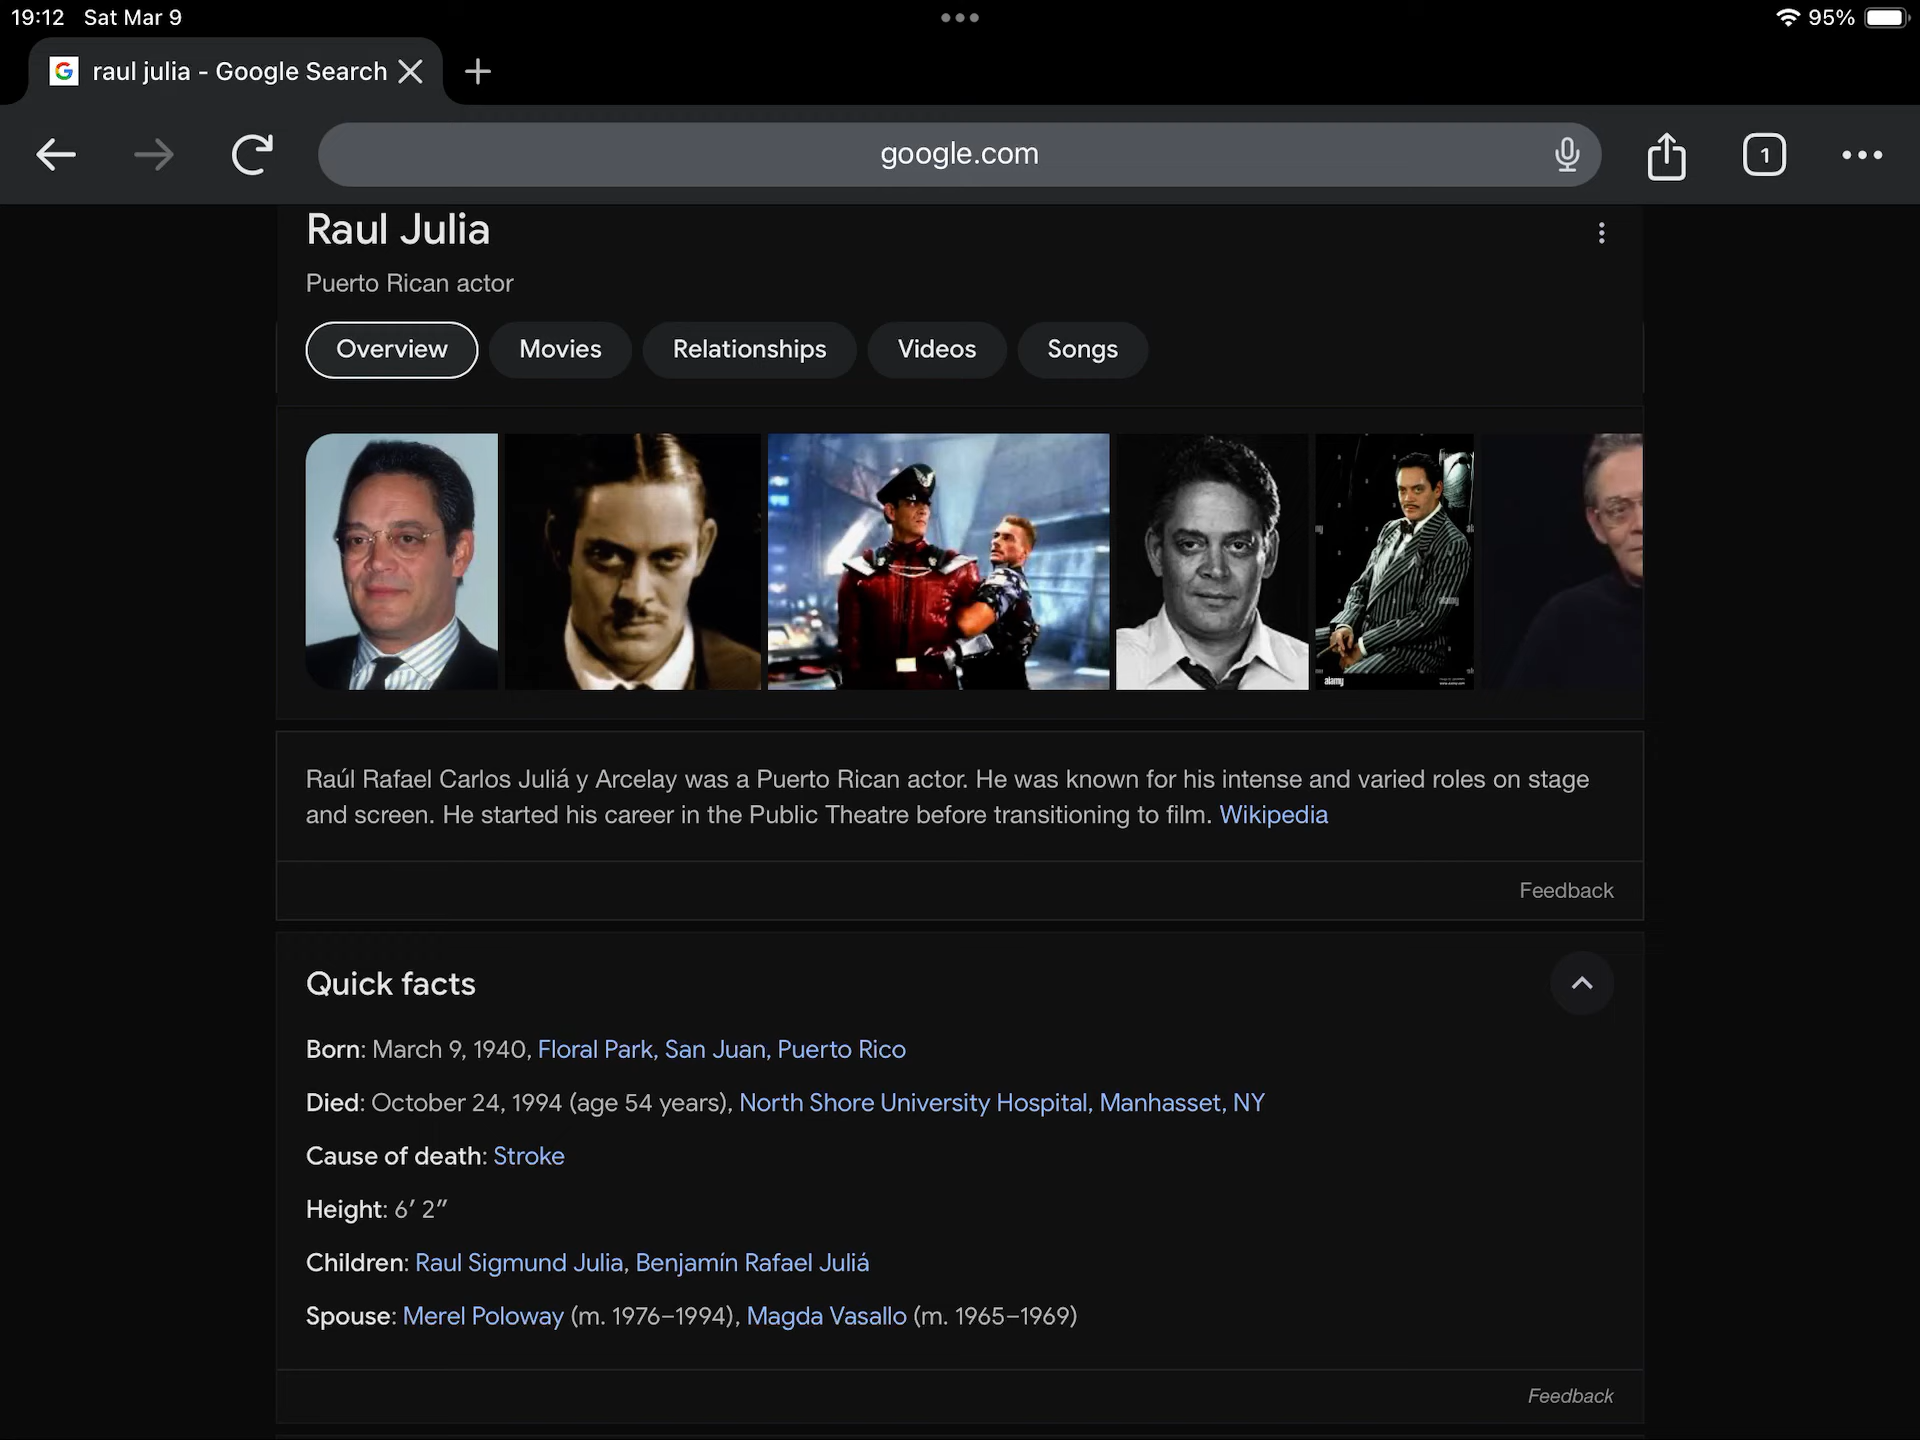 19:12 Sat Mar 9
95%
raul julia - Google Search
google.com
1
Raul Julia
Puerto Rican actor
Overview
Movies
Relationships
Videos
Songs
alamy
Raúl Rafael Carlos Juliá y Arcelay was a Puerto Rican actor. He was known for his intense and varied roles on stage
and screen. He started his career in the Public Theatre before transitioning to film. Wikipedia
Feedback
Quick facts
Born: March 9, 1940, Floral Park, San Juan, Puerto Rico
Died: October 24, 1994 (age 54 years), North Shore University Hospital, Manhasset, NY
Cause of death: Stroke
Height: 6′ 2″
Children: Raul Sigmund Julia, Benjamín Rafael Juliá
Spouse: Merel Poloway (m. 1976–1994), Magda Vasallo (m. 1965–1969)
Feedback